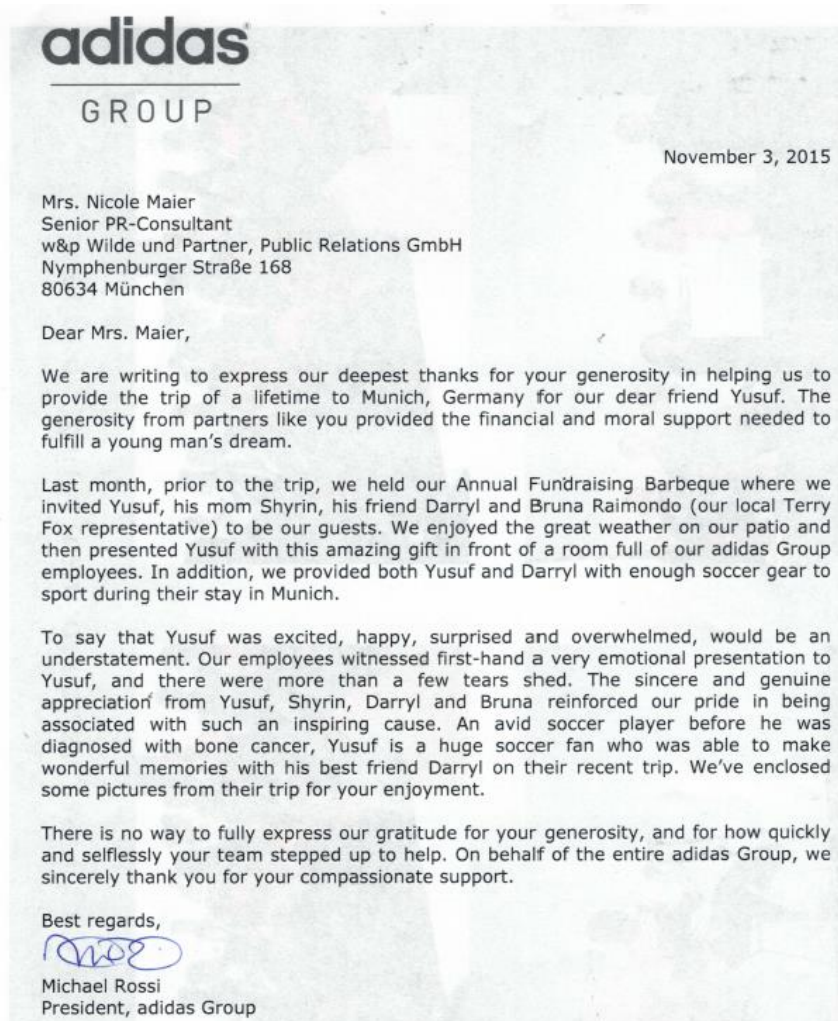 adidas
GROUP
November 3, 2015
Mrs. Nicole Maier
Senior PR-Consultant
w&p Wilde und Partner, Public Relations GmbH
Nymphenburger Straße 168
80634 München
Dear Mrs. Maier,
We are writing to express our deepest thanks for your generosity in helping us to
provide the trip of a lifetime to Munich, Germany for our dear friend Yusuf. The
generosity from partners like you provided the financial and moral support needed to
fulfill a young man's dream.
Last month, prior to the trip, we held our Annual Fundraising Barbeque where we
invited Yusuf, his mom Shyrin, his friend Darryl and Bruna Raimondo (our local Terry
Fox representative) to be our guests. We enjoyed the great weather on our patio and
then presented Yusuf with this amazing gift in front of a room full of our adidas Group
employees. In addition, we provided both Yusuf and Darryl with enough soccer gear to
sport during their stay in Munich.
To say that Yusuf was excited, happy, surprised and overwhelmed, would be an
understatement. Our employees witnessed first-hand a very emotional presentation to
Yusuf, and there were more than a few tears shed. The sincere and genuine
appreciation from Yusuf, Shyrin, Darryl and Bruna reinforced our pride in being
associated with such an inspiring cause. An avid soccer player before he was
diagnosed with bone cancer, Yusuf is a huge soccer fan who was able to make
wonderful memories with his best friend Darryl on their recent trip. We've enclosed
some pictures from their trip for your enjoyment.
There is no way to fully express our gratitude for your generosity, and for how quickly
and selflessly your team stepped up to help. On behalf of the entire adidas Group, we
sincerely thank you for your compassionate support.
Best regards,
Michael Rossi
President, adidas Group